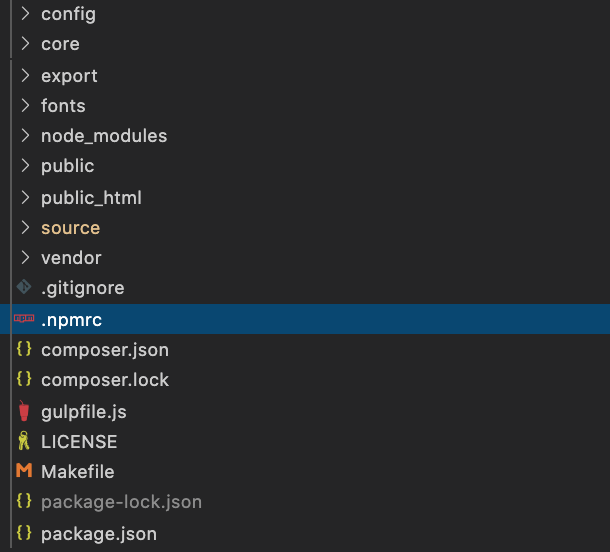 config
core
export
fonts
node_modules
public
public_html
source
vendor
.gitignore
.npmrc
composer.json
composer.lock
gulpfile.js
LICENSE
Makefile
package-lock.json
package.json